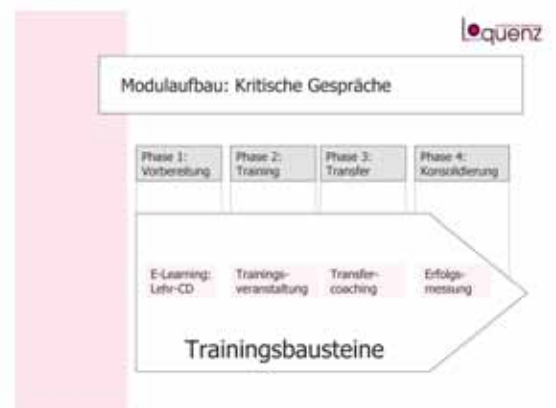 Loquenz
Modulaufbau: Kritische Gespräche
Phase 1:
Vorbereitung
Phase 2:
Training
Phase 3:
Transfer
Phase 4:
Konsolidierung
E-Learning:
Lehr-CD
Trainings-
veranstaltung
Transfer-
coaching
Erfolgs-
messung
Trainingsbausteine